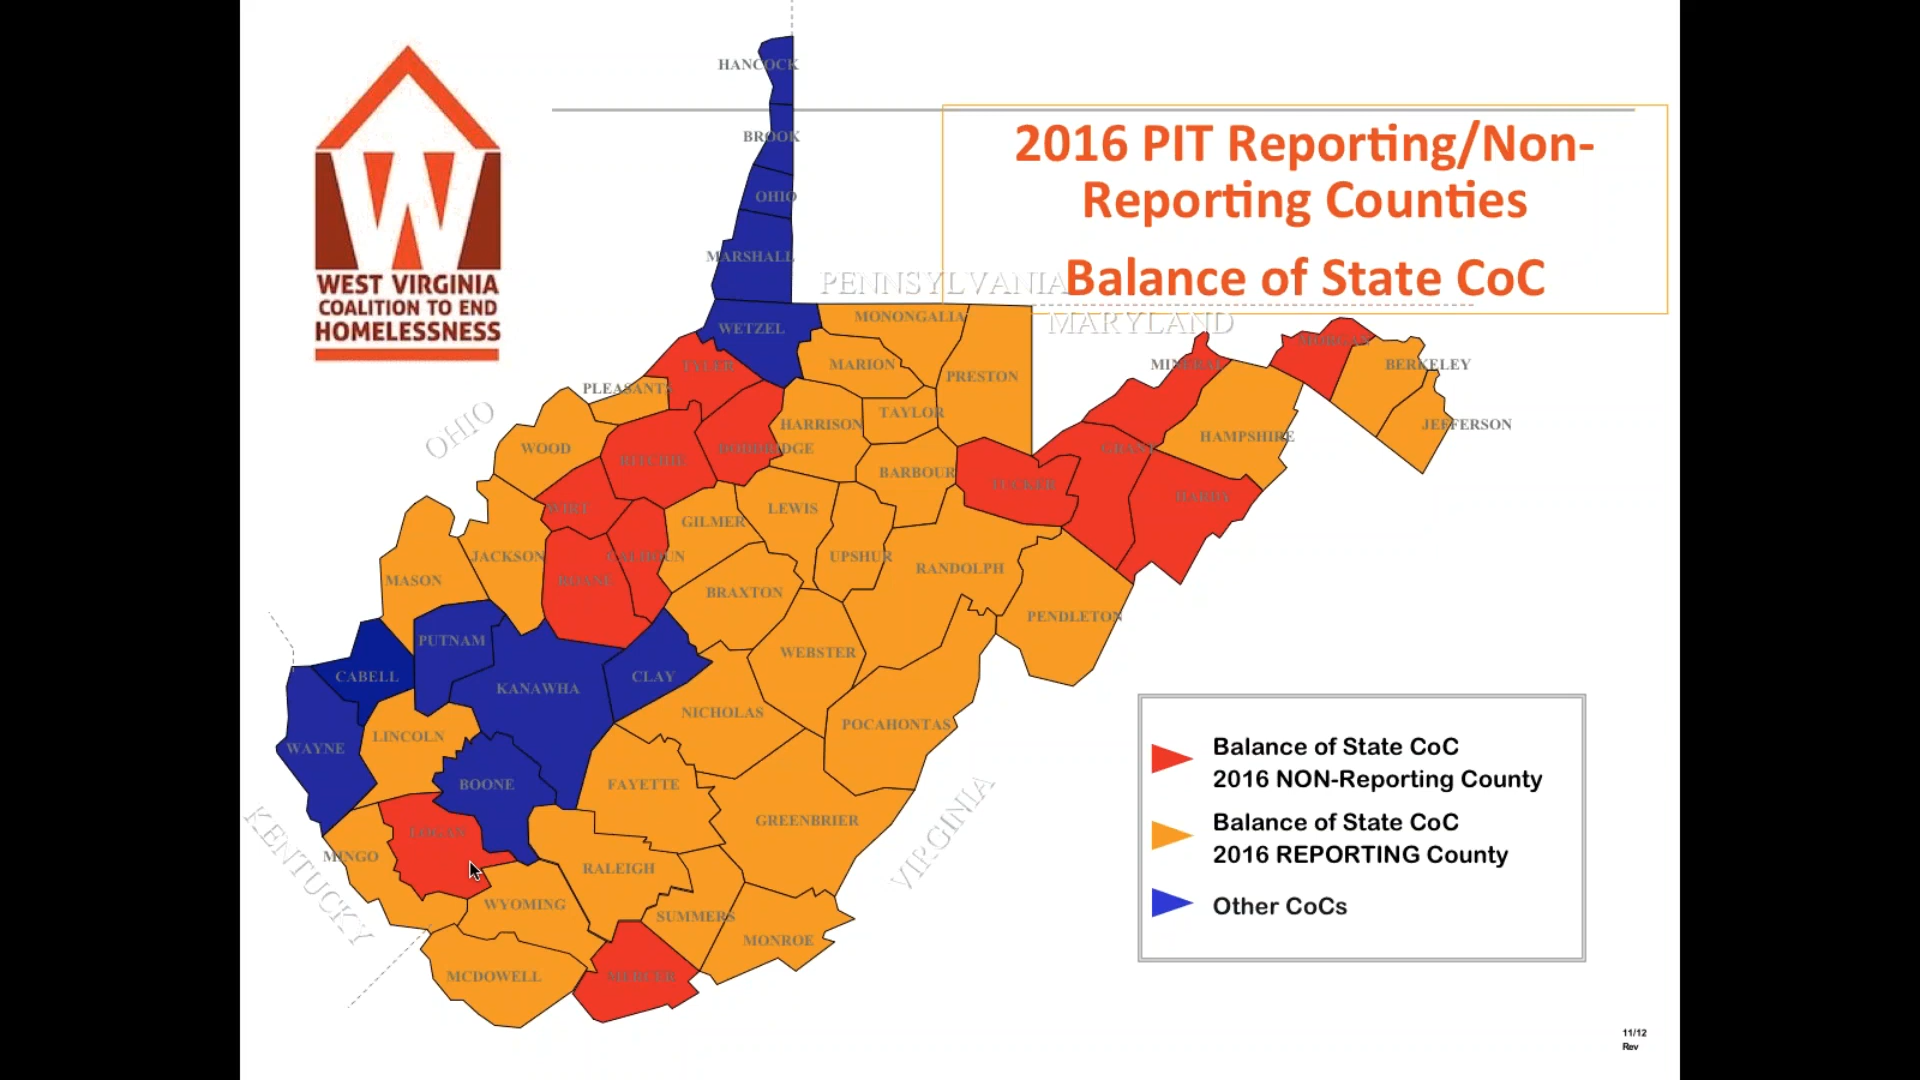 HANCOCK
BROOK
2016 PIT Reporting/Non-
Reporting Counties
Balance of State CoC
WEST VIRGINIA
COALITION TO END
HOMELESSNESS
OHIO
MARSHALL
PENNSYLVANIA
MARYLAND
WETZEL
MONONGALIA
MORGAN
TYLER
MARION
MINERAL
BERKELEY
PRESTON
PLEASANTS
OHIO
HARRISON
TAYLOR
JEFFERSON
HAMPSHIRE
WOOD
RITCHIE
DODDRIDGE
GRANT
BARBOUR
TUCKER
HARDY
WIRT
GILMER
LEWIS
JACKSON
CALHOUN
UPSHUR
RANDOLPH
MASON
ROANE
BRAXTON
PENDLETON
PUTNAM
WEBSTER
CABELL
KANAWHA
CLAY
NICHOLAS
POCAHONTAS
LINCOLN
WAYNE
BOONE
FAYETTE
GREENBRIER
VIRGINIA
KENTUCKY
LOGAN
MINGO
RALEIGH
WYOMING
SUMMERS
MONROE
MCDOWELL
MERCER
Balance of State CoC
2016 NON-Reporting County
Balance of State CoC
2016 REPORTING County
Other CoCs
11/12
Rev